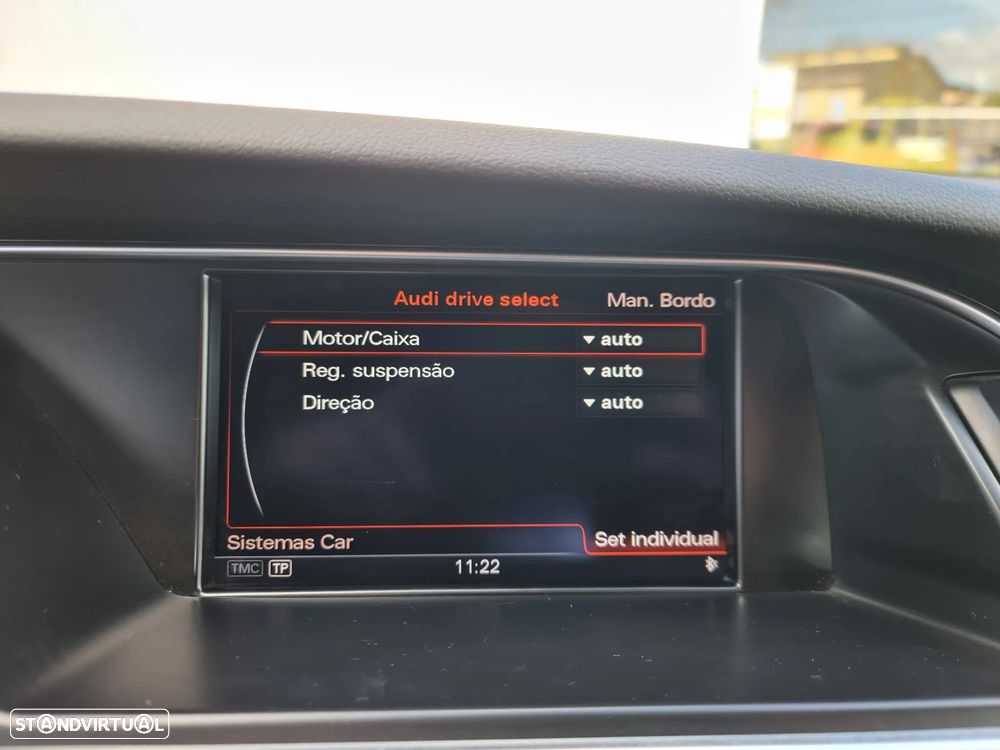 Audi drive select Man. Bordo
Motor/Caixa auto
Reg. suspensão auto
Direção auto
Sistemas Car Set individual
TMC TP 11:22
STANDVIRTUAL